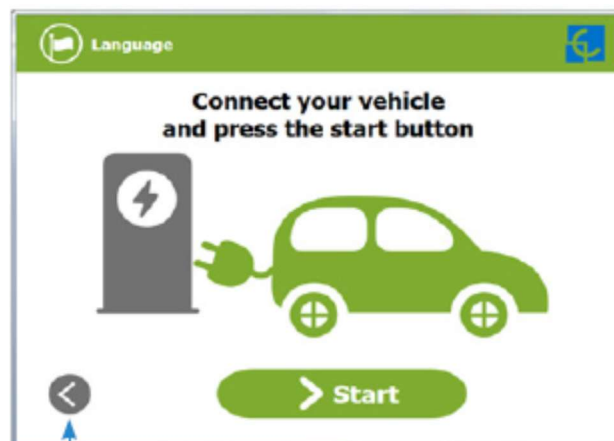 Language
Connect your vehicle
and press the start button
Start